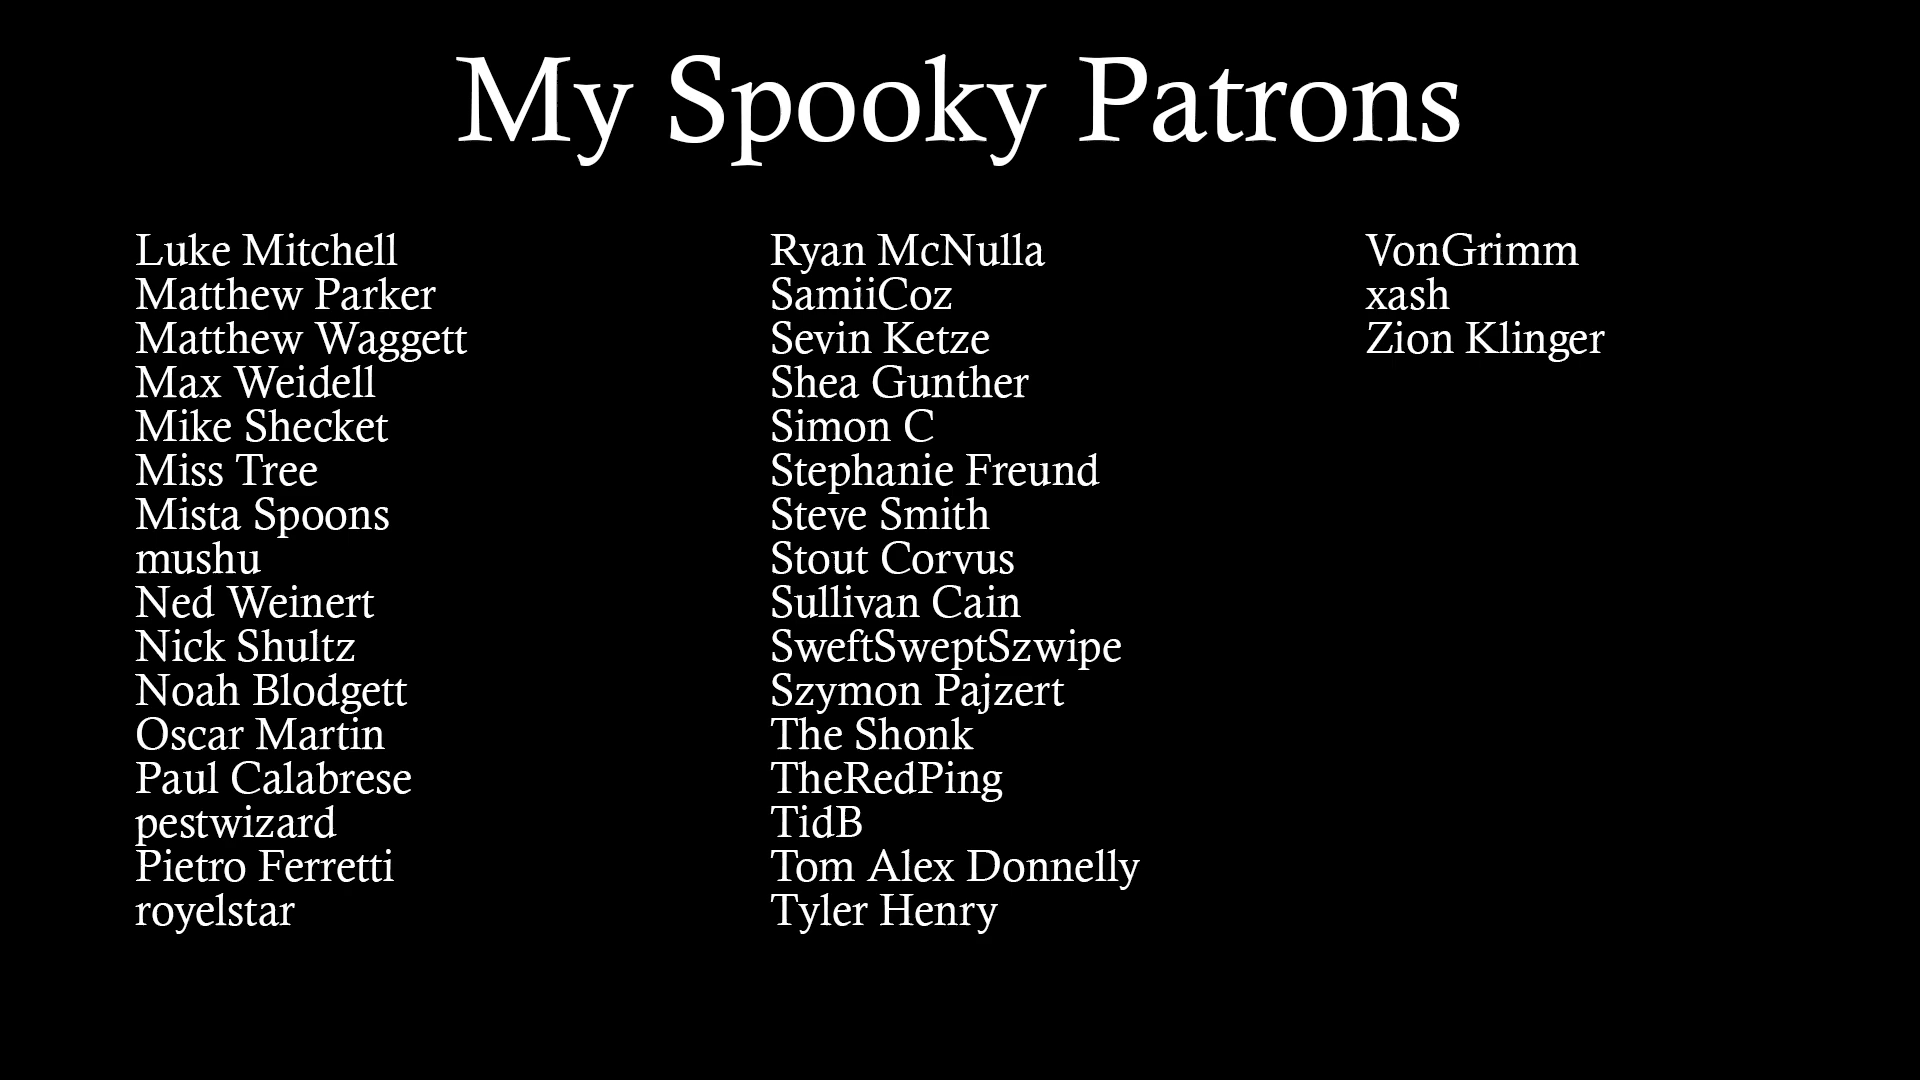 My Spooky Patrons
Luke Mitchell
Matthew Parker
Matthew Waggett
Max Weidell
Mike Shecket
Miss Tree
Mista Spoons
mushu
Ned Weinert
Nick Shultz
Noah Blodgett
Oscar Martin
Paul Calabrese
pestwizard
Pietro Ferretti
royelstar
Ryan McNulla
SamiiCoz
Sevin Ketze
Shea Gunther
Simon C
Stephanie Freund
Steve Smith
Stout Corvus
Sullivan Cain
SweftSweptSzwipe
Szymon Pajzert
The Shonk
TheRedPing
TidB
Tom Alex Donnelly
Tyler Henry
VonGrimm
xash
Zion Klinger